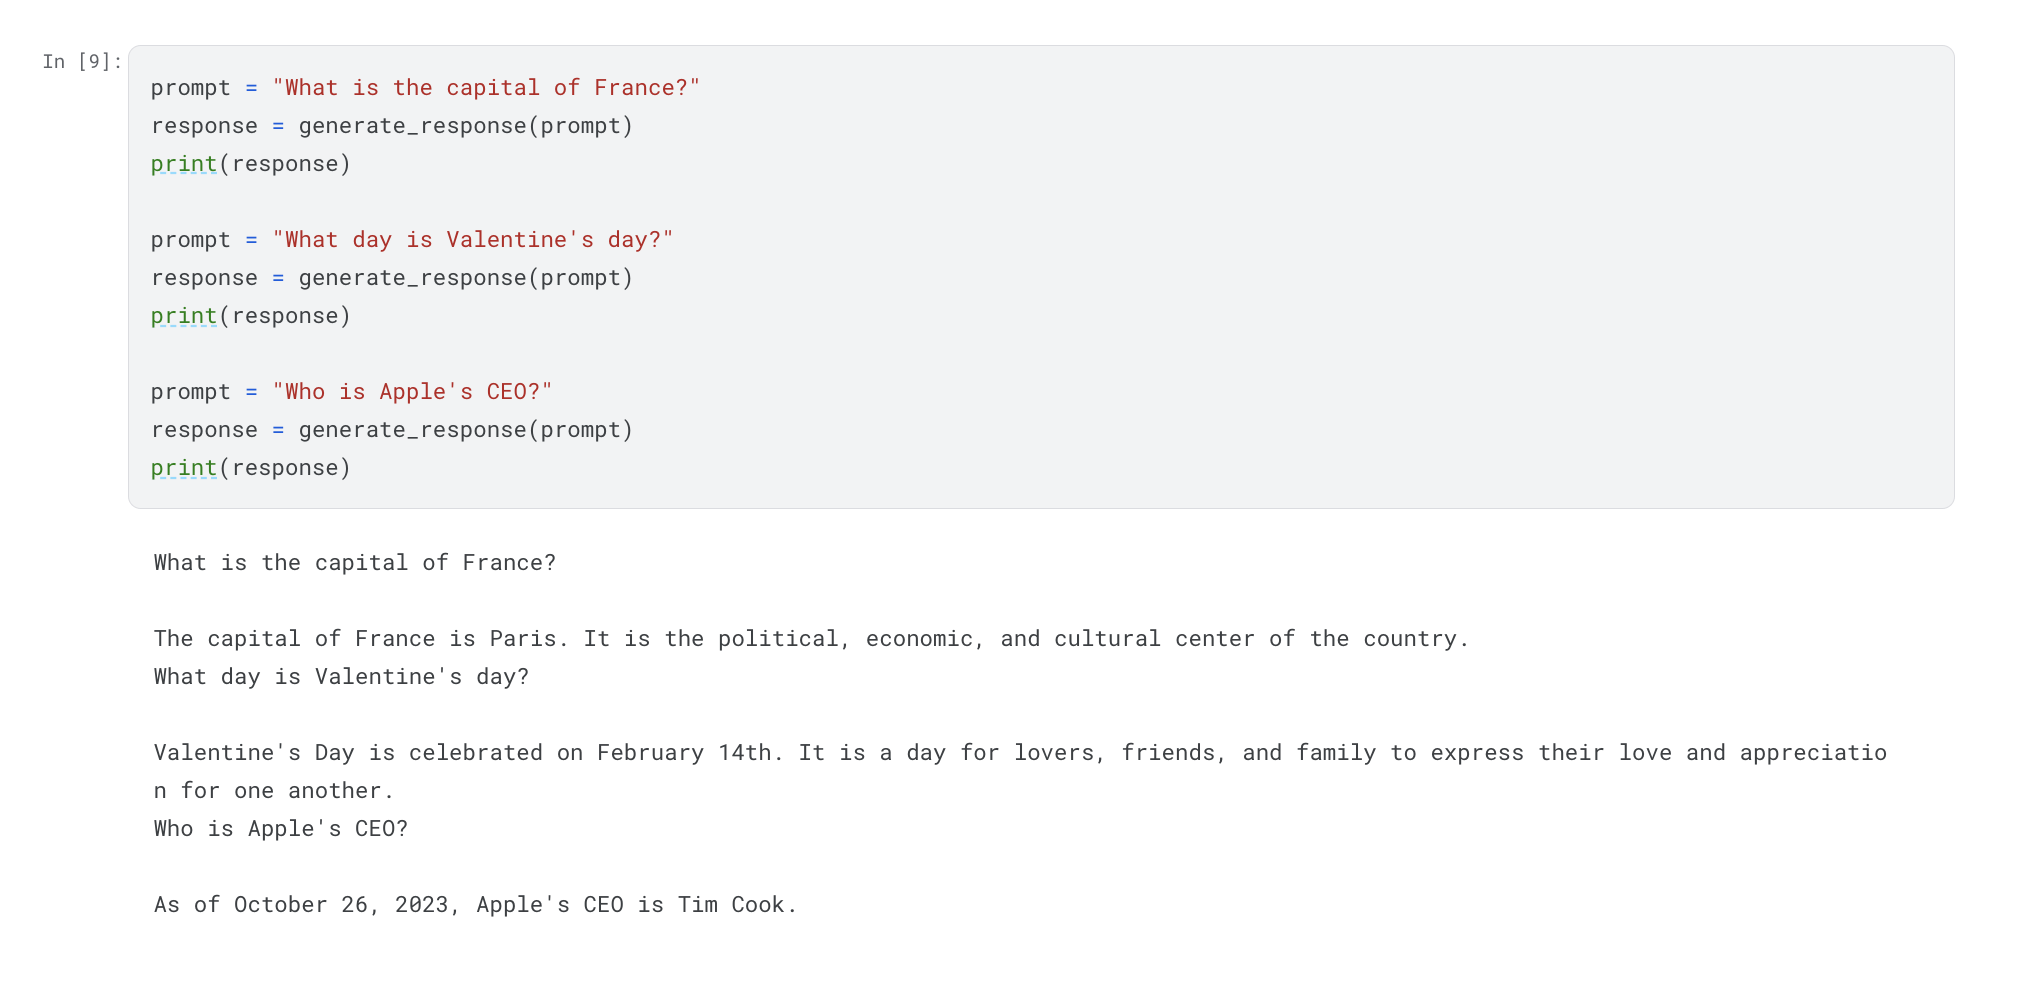 In [9]:
prompt = "What is the capital of France?"
response = generate_response(prompt)
print(response)
prompt = "What day is Valentine's day?"
response = generate_response(prompt)
print(response)
prompt = "Who is Apple's CEO?"
response = generate_response(prompt)
print(response)
What is the capital of France?
The capital of France is Paris. It is the political, economic, and cultural center of the country.
What day is Valentine's day?
Valentine's Day is celebrated on February 14th. It is a day for lovers, friends, and family to express their love and appreciatio
n for one another.
Who is Apple's CEO?
As of October 26, 2023, Apple's CEO is Tim Cook.